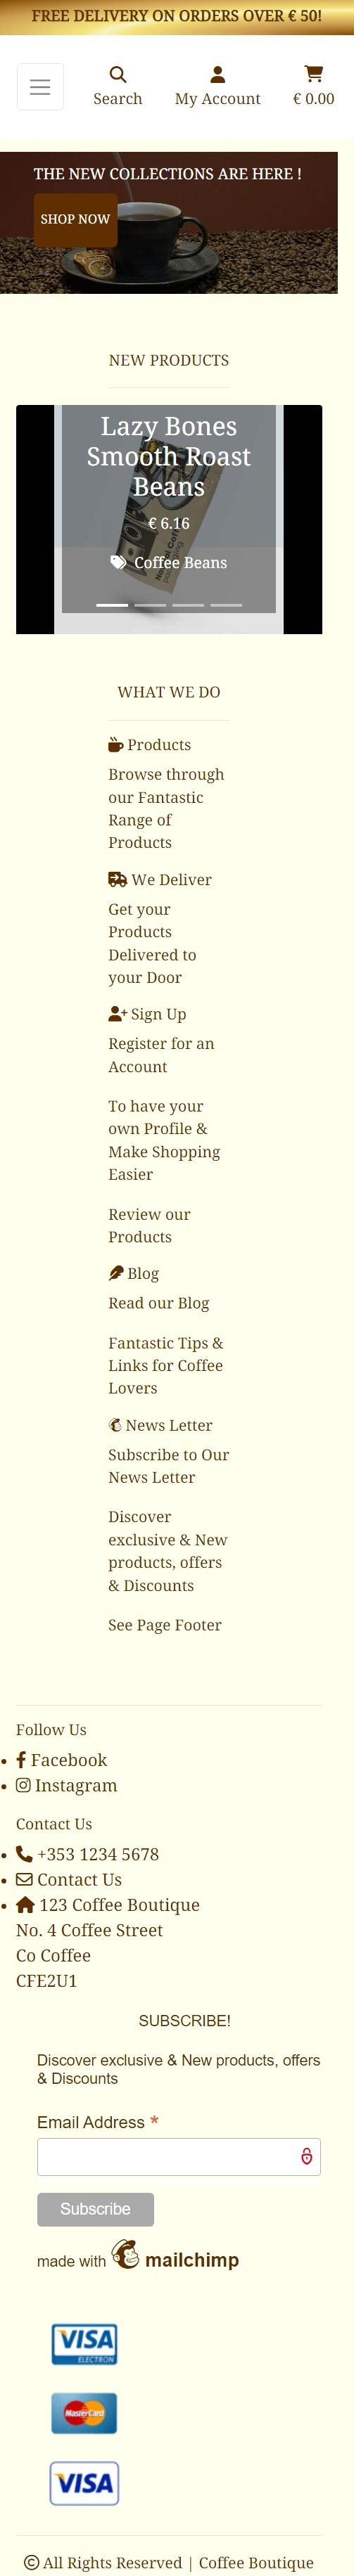 FREE DELIVERY ON ORDERS OVER € 50!
Search
My Account
€ 0.00
THE NEW COLLECTIONS ARE HERE !
SHOP NOW
NEW PRODUCTS
Lazy Bones
Smooth Roast
Beans
€ 6.16
Coffee Beans
WHAT WE DO
Products
Browse through
our Fantastic
Range of
Products
We Deliver
Get your
Products
Delivered to
your Door
Sign Up
Register for an
Account
To have your
own Profile &
Make Shopping
Easier
Review our
Products
Blog
Read our Blog
Fantastic Tips &
Links for Coffee
Lovers
News Letter
Subscribe to Our
News Letter
Discover
exclusive & New
products, offers
& Discounts
See Page Footer
Follow Us
Facebook
Instagram
Contact Us
+353 1234 5678
Contact Us
123 Coffee Boutique
No. 4 Coffee Street
Co Coffee
CFE2U1
SUBSCRIBE!
Discover exclusive & New products, offers
& Discounts
Email Address *
Subscribe
made with mailchimp
VISA
ELECTRON
MasterCard
VISA
© All Rights Reserved | Coffee Boutique